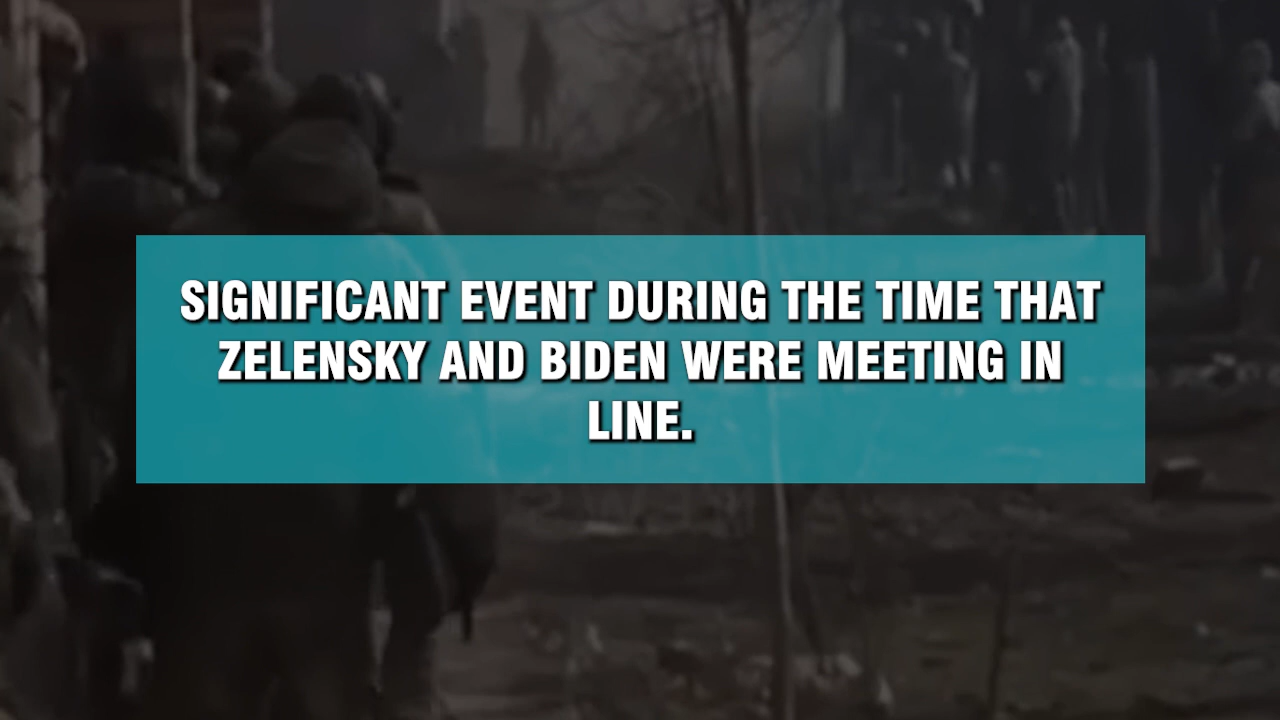 SIGNIFICANT EVENT DURING THE TIME THAT
ZELENSKY AND BIDEN WERE MEETING IN
LINE.